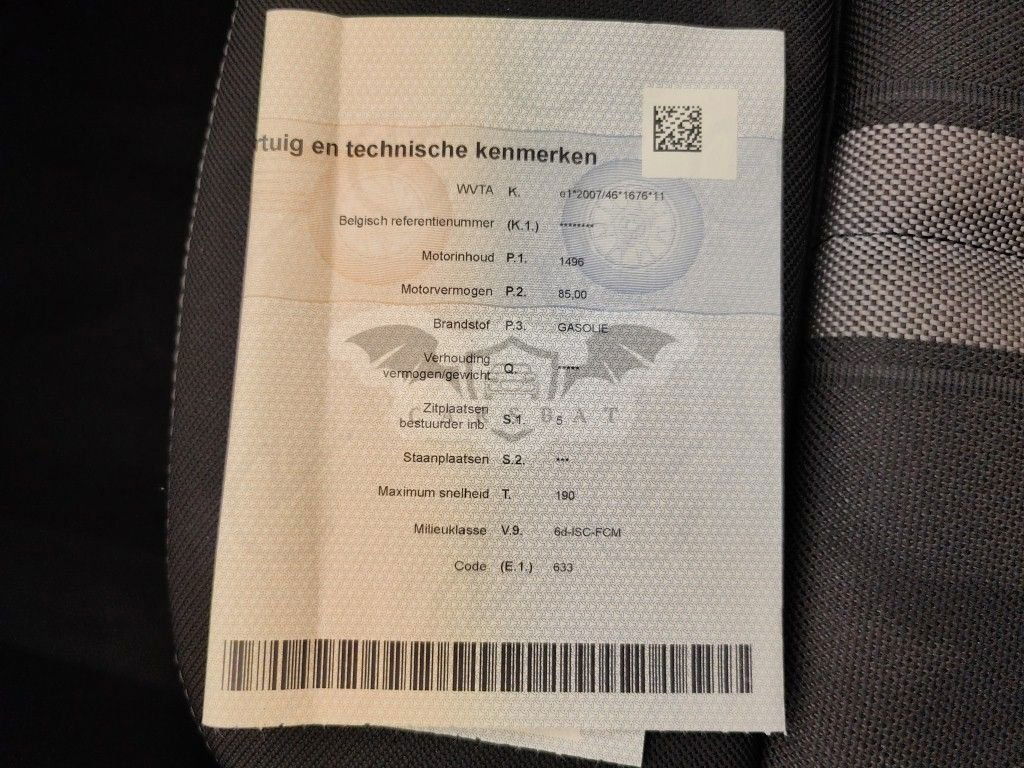 rtuig en technische kenmerken
WVTA K. e1*2007/46*1676*11
Belgisch referentienummer (K.1.) ********
Motorinhoud P.1. 1496
Motorvermogen P.2. 85,00
Brandstof P.3. GASOLIE
Verhouding
vermogen/gewicht Q. *****
Zitplaatsen
bestuurder inb. S.1. 5
CARSBAT
Staanplaatsen S.2. ***
Maximum snelheid T. 190
Milieuklasse V.9. 6d-ISC-FCM
Code (E.1.) 633